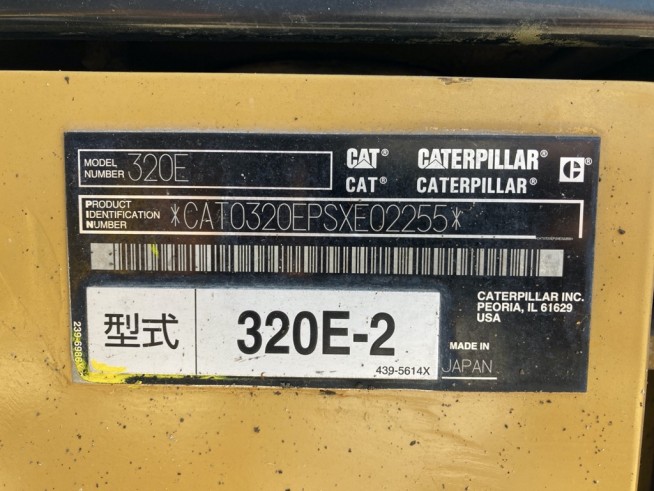 MODEL NUMBER 320E
CAT® CATERPILLAR® C®
CAT® CATERPILLAR®
PRODUCT IDENTIFICATION NUMBER *CAT0320EPSXE02255*
CATERPILLAR INC.
PEORIA, IL 61629
USA
型式 320E-2
439-5614X
MADE IN JAPAN